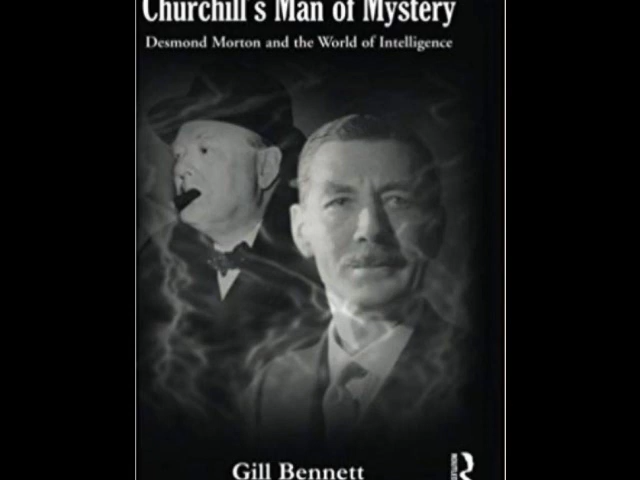 Churchill's Man of Mystery
Desmond Morton and the World of Intelligence
Gill Bennett